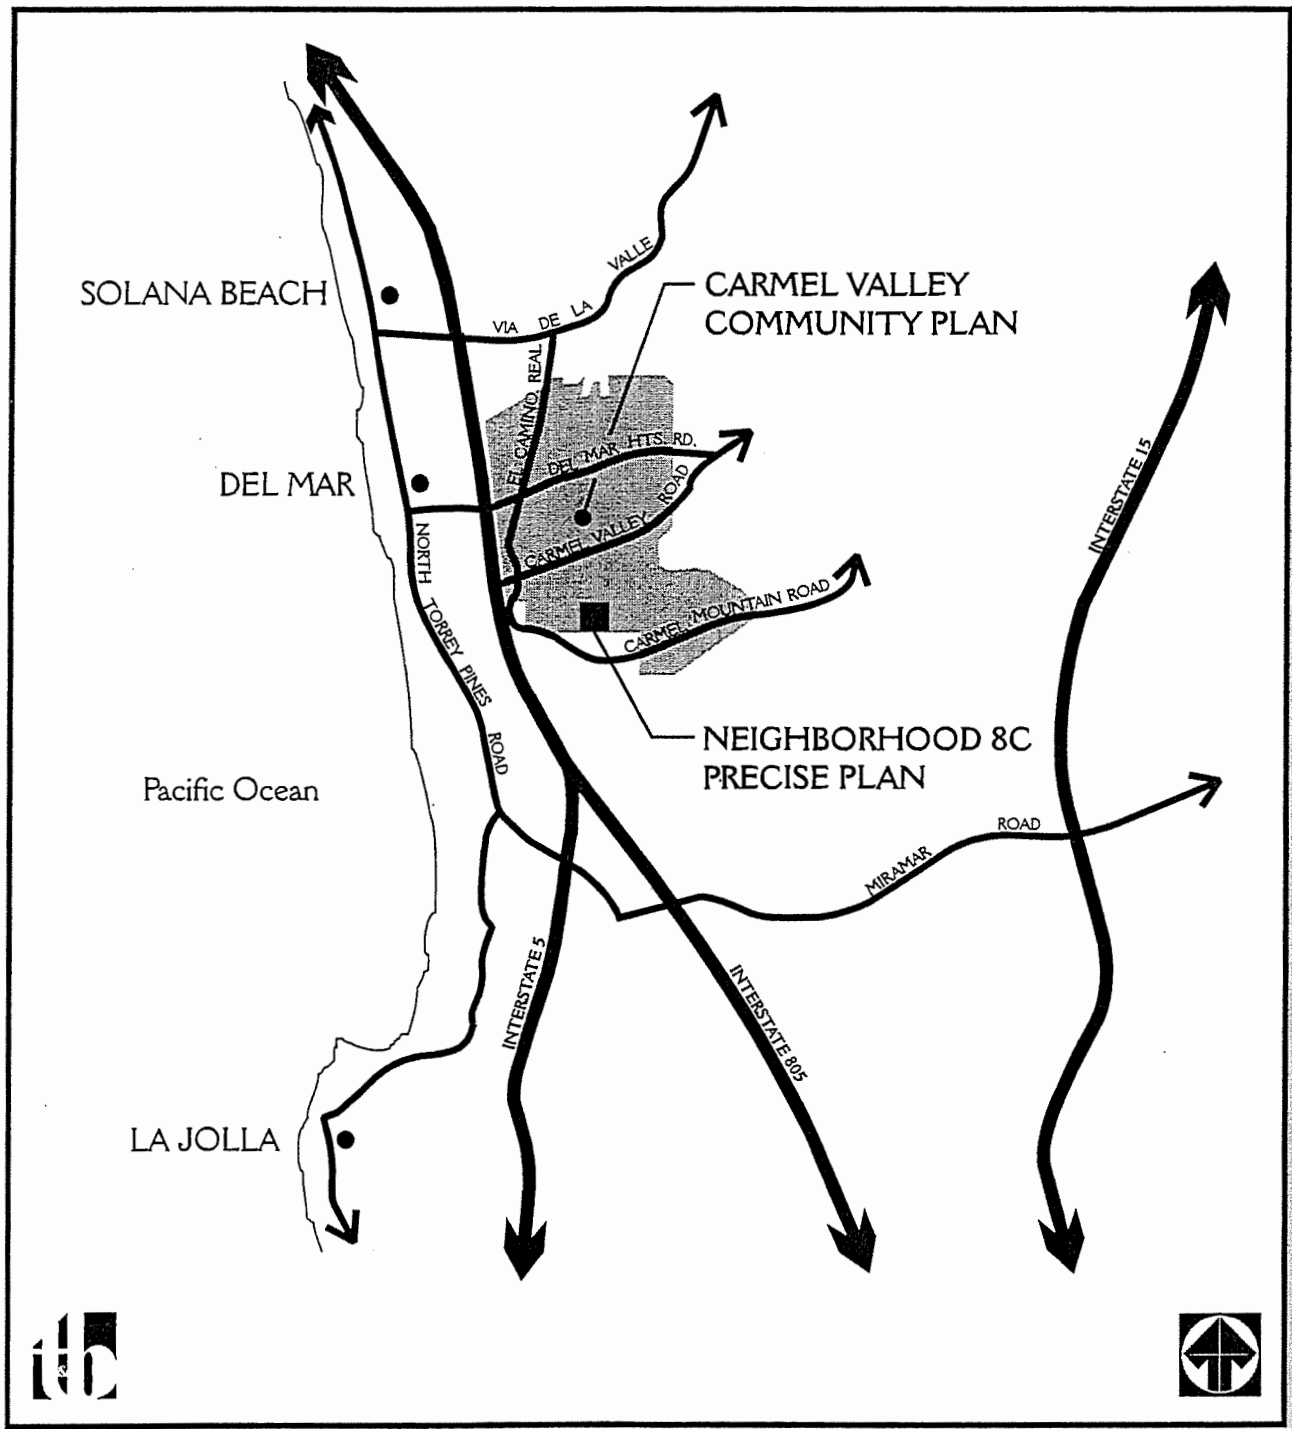 VIA DE LA VALLE
SOLANA BEACH
CARMEL VALLEY
COMMUNITY PLAN
EL CAMINO REAL
DEL MAR HTS. RD.
DEL MAR
CARMEL VALLEY ROAD
INTERSTATE 15
NORTH TORREY PINES ROAD
CARMEL MOUNTAIN ROAD
NEIGHBORHOOD 8C
PRECISE PLAN
Pacific Ocean
MIRAMAR ROAD
INTERSTATE 5
INTERSTATE 805
LA JOLLA